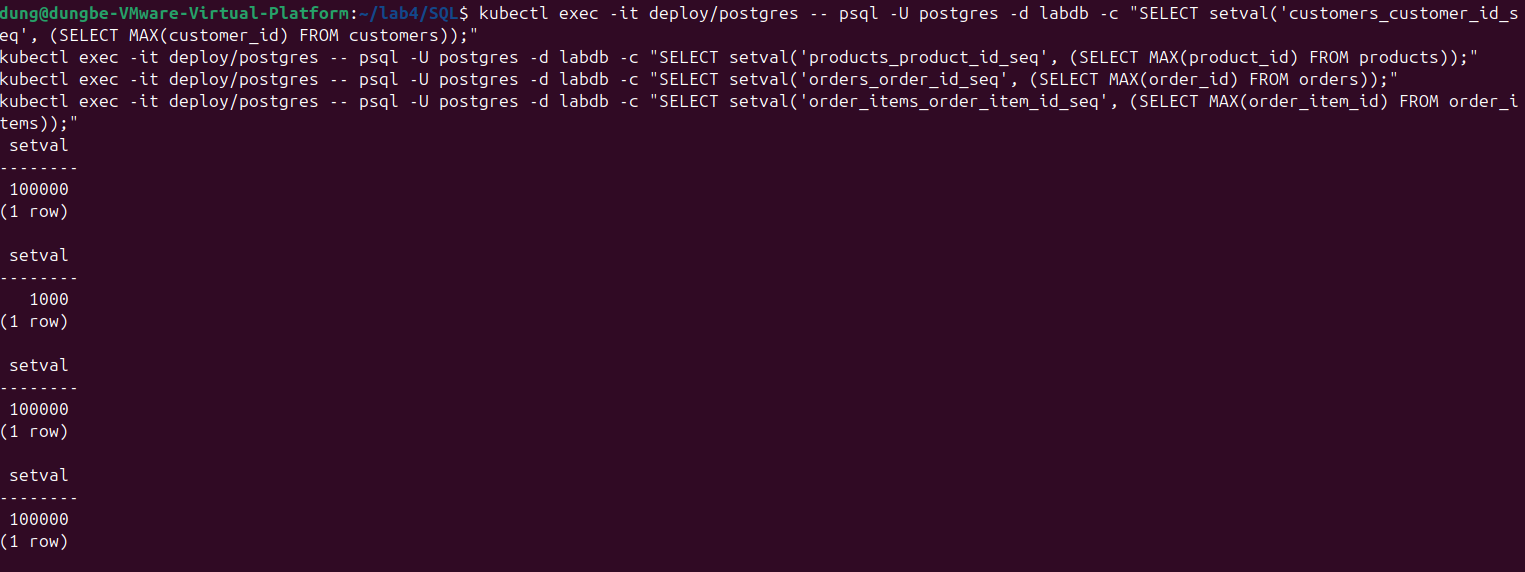 dung@dungbe-VMware-Virtual-Platform:~/lab4/SQL$ kubectl exec -it deploy/postgres -- psql -U postgres -d labdb -c "SELECT setval('customers_customer_id_s
eq', (SELECT MAX(customer_id) FROM customers));"
kubectl exec -it deploy/postgres -- psql -U postgres -d labdb -c "SELECT setval('products_product_id_seq', (SELECT MAX(product_id) FROM products));"
kubectl exec -it deploy/postgres -- psql -U postgres -d labdb -c "SELECT setval('orders_order_id_seq', (SELECT MAX(order_id) FROM orders));"
kubectl exec -it deploy/postgres -- psql -U postgres -d labdb -c "SELECT setval('order_items_order_item_id_seq', (SELECT MAX(order_item_id) FROM order_i
tems));"
 setval
--------
 100000
(1 row)

 setval
--------
   1000
(1 row)

 setval
--------
 100000
(1 row)

 setval
--------
 100000
(1 row)